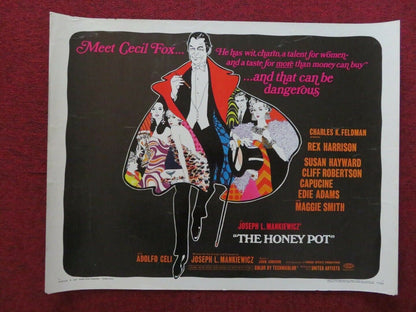 Meet Cecil Fox...
"He has wit, charm, a talent for women-
and a taste for more than money can buy"
...and that can be
dangerous
CHARLES K. FELDMAN
REX HARRISON
SUSAN HAYWARD
CLIFF ROBERTSON
CAPUCINE
EDIE ADAMS
MAGGIE SMITH
JOSEPH L. MANKIEWICZ'
"THE HONEY POT"
ADOLFO CELI
JOSEPH L. MANKIEWICZ
COLOR BY TECHNICOLOR
UNITED ARTISTS